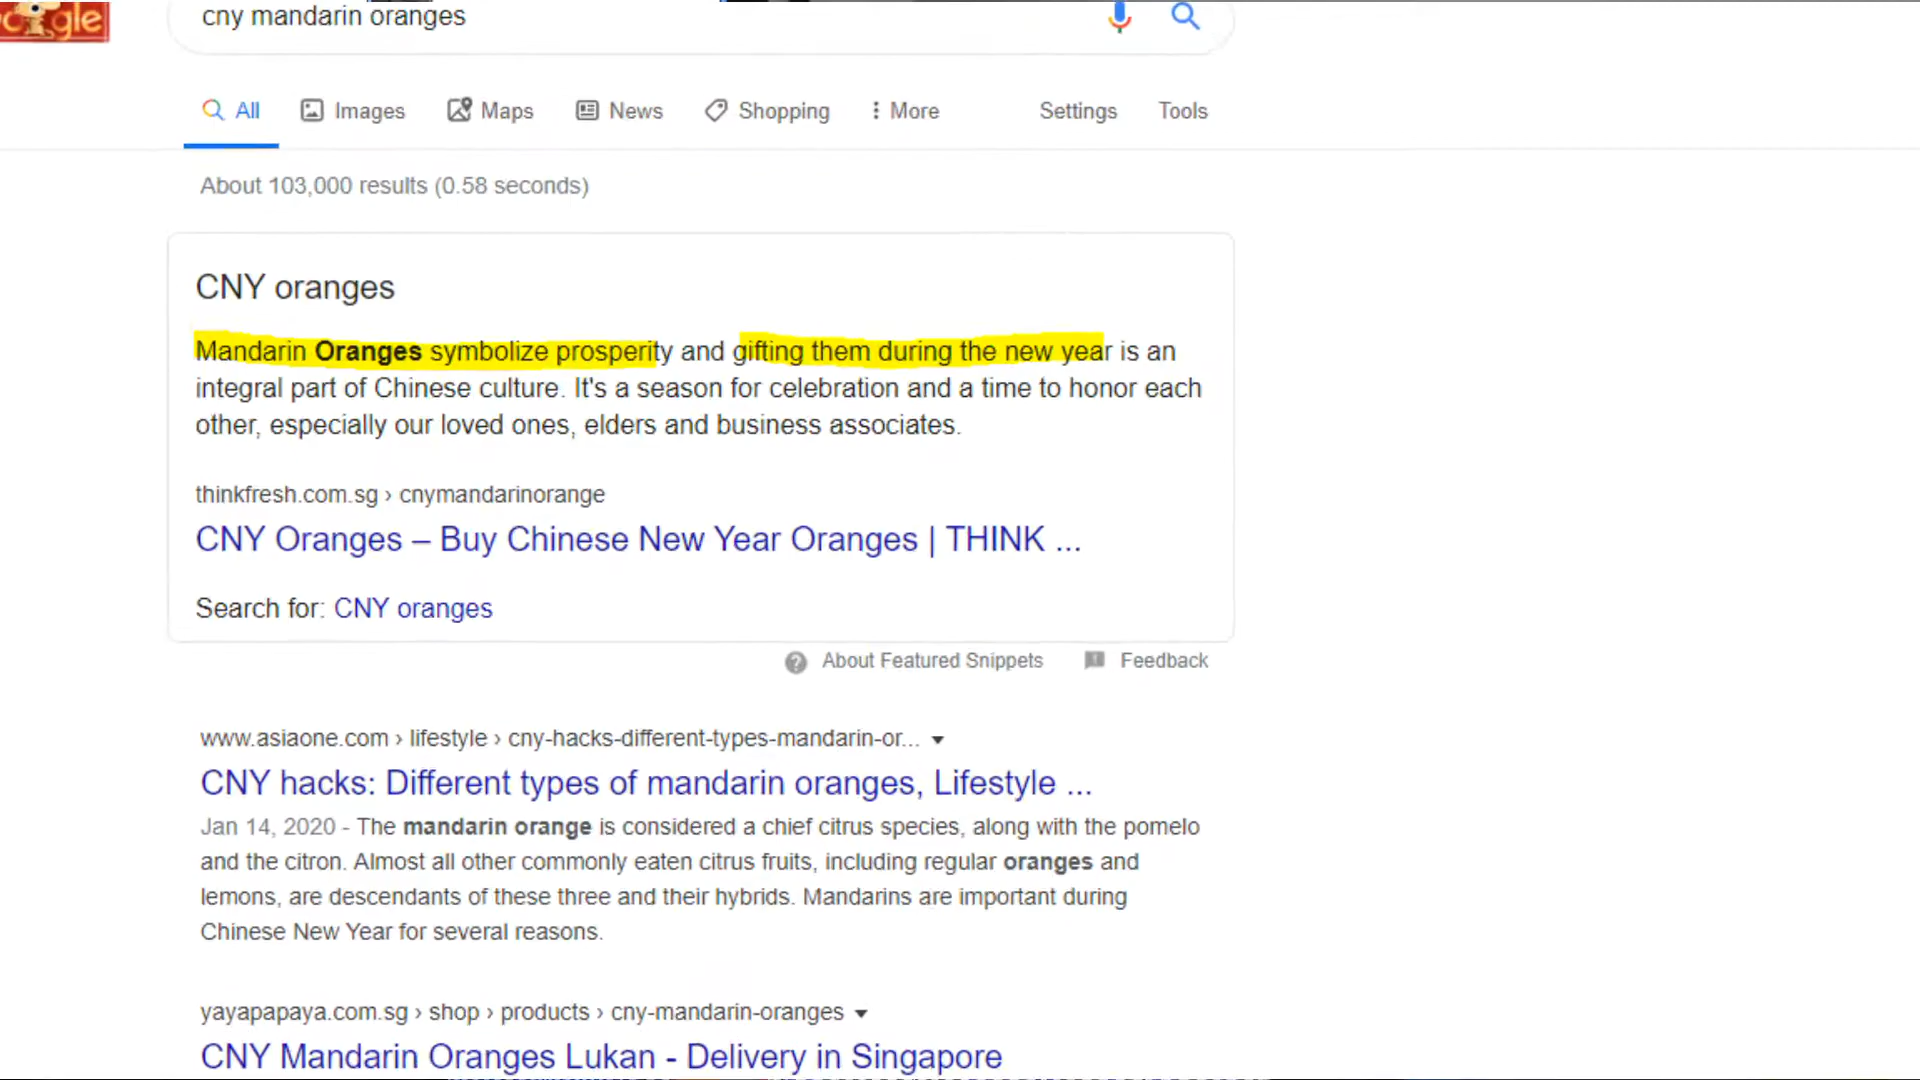 cny mandarin oranges
All Images Maps News Shopping More Settings Tools
About 103,000 results (0.58 seconds)
CNY oranges
Mandarin Oranges symbolize prosperity and gifting them during the new year is an
integral part of Chinese culture. It's a season for celebration and a time to honor each
other, especially our loved ones, elders and business associates.
thinkfresh.com.sg › cnymandarinorange
CNY Oranges – Buy Chinese New Year Oranges | THINK ...
Search for: CNY oranges
About Featured Snippets Feedback
www.asiaone.com › lifestyle › cny-hacks-different-types-mandarin-or...
CNY hacks: Different types of mandarin oranges, Lifestyle ...
Jan 14, 2020 - The mandarin orange is considered a chief citrus species, along with the pomelo
and the citron. Almost all other commonly eaten citrus fruits, including regular oranges and
lemons, are descendants of these three and their hybrids. Mandarins are important during
Chinese New Year for several reasons.
yayapapaya.com.sg › shop › products › cny-mandarin-oranges
CNY Mandarin Oranges Lukan - Delivery in Singapore